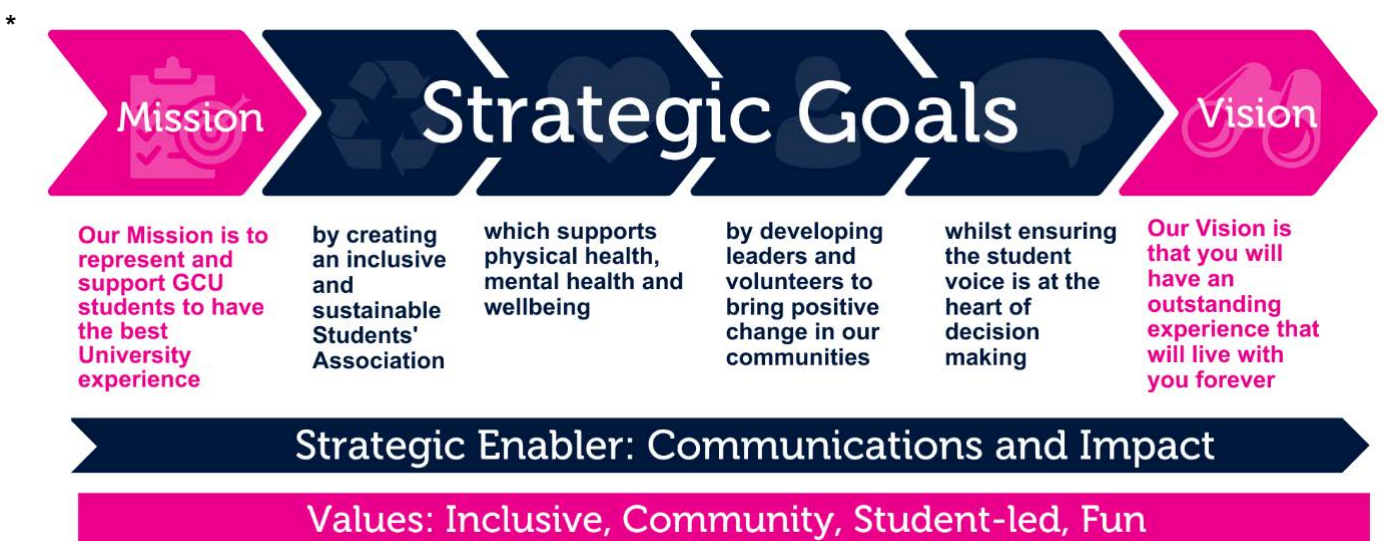 *
Mission
Strategic Goals
Vision
Our Mission is to
represent and
support GCU
students to have
the best
University
experience
by creating
an inclusive
and
sustainable
Students'
Association
which supports
physical health,
mental health and
wellbeing
by developing
leaders and
volunteers to
bring positive
change in our
communities
whilst ensuring
the student
voice is at the
heart of
decision
making
Our Vision is
that you will
have an
outstanding
experience that
will live with
you forever
Strategic Enabler: Communications and Impact
Values: Inclusive, Community, Student-led, Fun